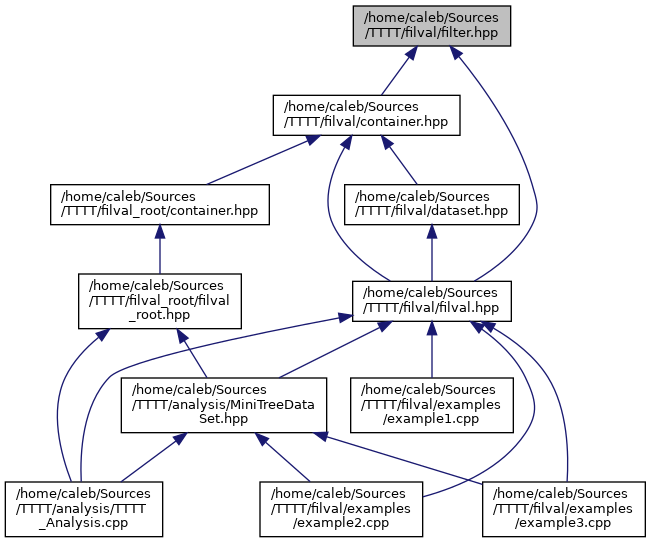 /home/caleb/Sources
/TTTT/filval/filter.hpp
/home/caleb/Sources
/TTTT/filval/container.hpp
/home/caleb/Sources
/TTTT/filval_root/container.hpp
/home/caleb/Sources
/TTTT/filval/dataset.hpp
/home/caleb/Sources
/TTTT/filval_root/filval
_root.hpp
/home/caleb/Sources
/TTTT/filval/filval.hpp
/home/caleb/Sources
/TTTT/analysis/MiniTreeData
Set.hpp
/home/caleb/Sources
/TTTT/filval/examples
/example1.cpp
/home/caleb/Sources
/TTTT/analysis/TTTT
_Analysis.cpp
/home/caleb/Sources
/TTTT/filval/examples
/example2.cpp
/home/caleb/Sources
/TTTT/filval/examples
/example3.cpp